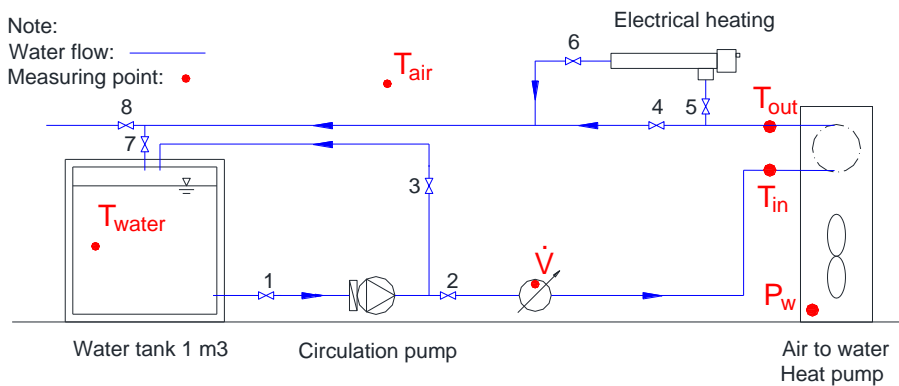 Note:
Water flow:
Measuring point:
Electrical heating
T_air
T_out
T_in
T_water
V̇
P_w
1
2
3
4
5
6
7
8
Water tank 1 m3
Circulation pump
Air to water
Heat pump